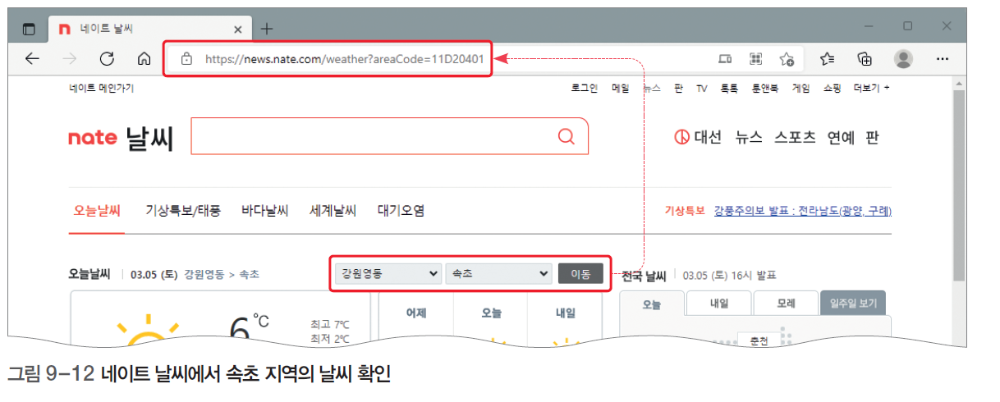 네이트 날씨
https://news.nate.com/weather?areaCode=11D20401
네이트 메인가기
로그인 메일 뉴스 판 TV 톡톡 툰앤북 게임 쇼핑 더보기 +
nate 날씨
대선 뉴스 스포츠 연예 판
오늘날씨 기상특보/태풍 바다날씨 세계날씨 대기오염
기상특보 강풍주의보 발표 : 전라남도(광양, 구례)
오늘날씨 03.05 (토) 강원영동 > 속초
강원영동 속초 이동
전국 날씨 03.05 (토) 16시 발표
6℃
최고 7℃
최저 2℃
어제 오늘 내일
오늘 내일 모레 일주일 보기
춘천
그림 9-12 네이트 날씨에서 속초 지역의 날씨 확인